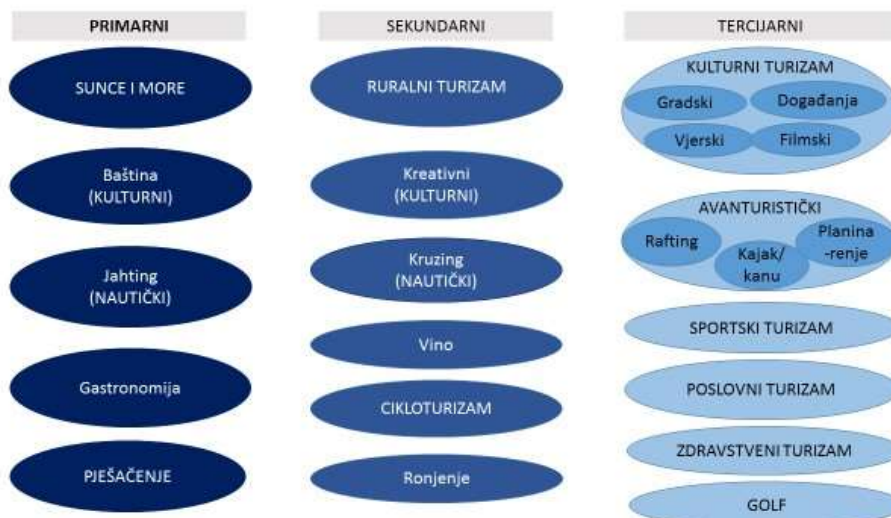 PRIMARNI
SUNCE I MORE
Baština
(KULTURNI)
Jahting
(NAUTIČKI)
Gastronomija
PJEŠAČENJE
SEKUNDARNI
RURALNI TURIZAM
Kreativni
(KULTURNI)
Kruzing
(NAUTIČKI)
Vino
CIKLOTURIZAM
Ronjenje
TERCIJARNI
KULTURNI TURIZAM
Gradski
Događanja
Vjerski
Filmski
AVANTURISTIČKI
Rafting
Kajak/
kanu
Planina
-renje
SPORTSKI TURIZAM
POSLOVNI TURIZAM
ZDRAVSTVENI TURIZAM
GOLF